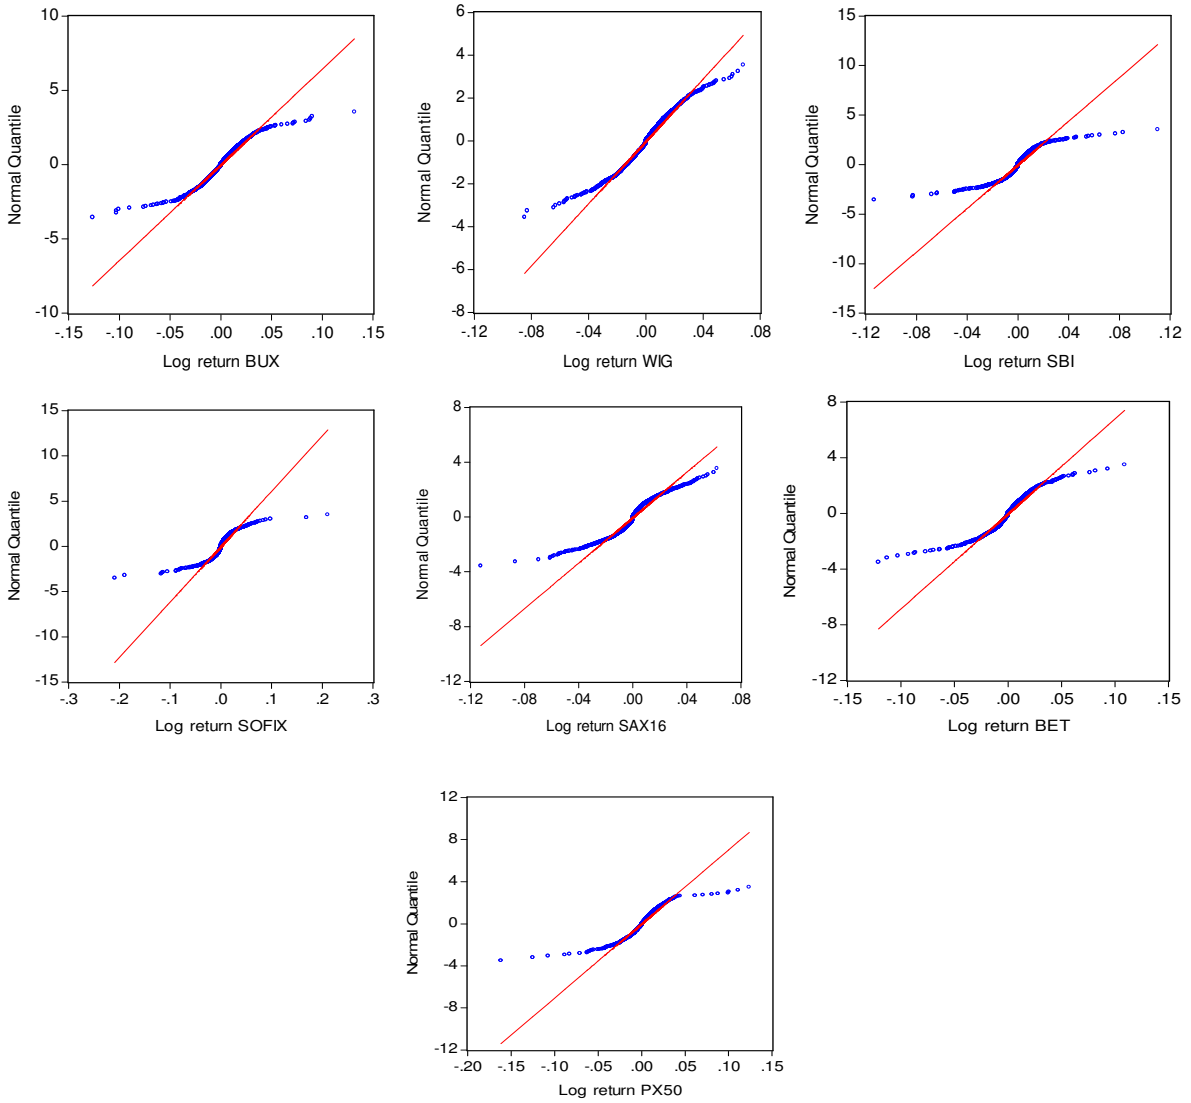 10
5
0
-5
-10
Normal Quantile
-.15 -.10 -.05 .00 .05 .10 .15
Log return BUX
6
4
2
0
-2
-4
-6
-8
Normal Quantile
-.12 -.08 -.04 .00 .04 .08
Log return WIG
15
10
5
0
-5
-10
-15
Normal Quantile
-.12 -.08 -.04 .00 .04 .08 .12
Log return SBI
15
10
5
0
-5
-10
-15
Normal Quantile
-.3 -.2 -.1 .0 .1 .2 .3
Log return SOFIX
8
4
0
-4
-8
-12
Normal Quantile
-.12 -.08 -.04 .00 .04 .08
Log return SAX16
8
4
0
-4
-8
-12
Normal Quantile
-.15 -.10 -.05 .00 .05 .10 .15
Log return BET
12
8
4
0
-4
-8
-12
Normal Quantile
-.20 -.15 -.10 -.05 .00 .05 .10 .15
Log return PX50